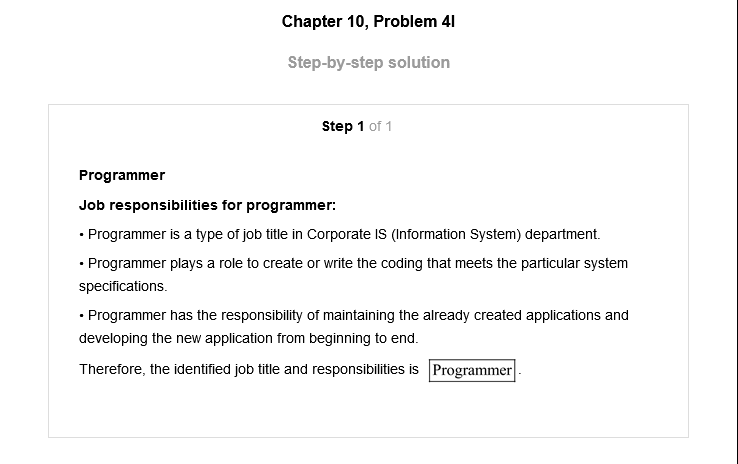 Chapter 10, Problem 4I
Step-by-step solution
Step 1 of 1
Programmer
Job responsibilities for programmer:
• Programmer is a type of job title in Corporate IS (Information System) department.
• Programmer plays a role to create or write the coding that meets the particular system
specifications.
• Programmer has the responsibility of maintaining the already created applications and
developing the new application from beginning to end.
Therefore, the identified job title and responsibilities is Programmer.